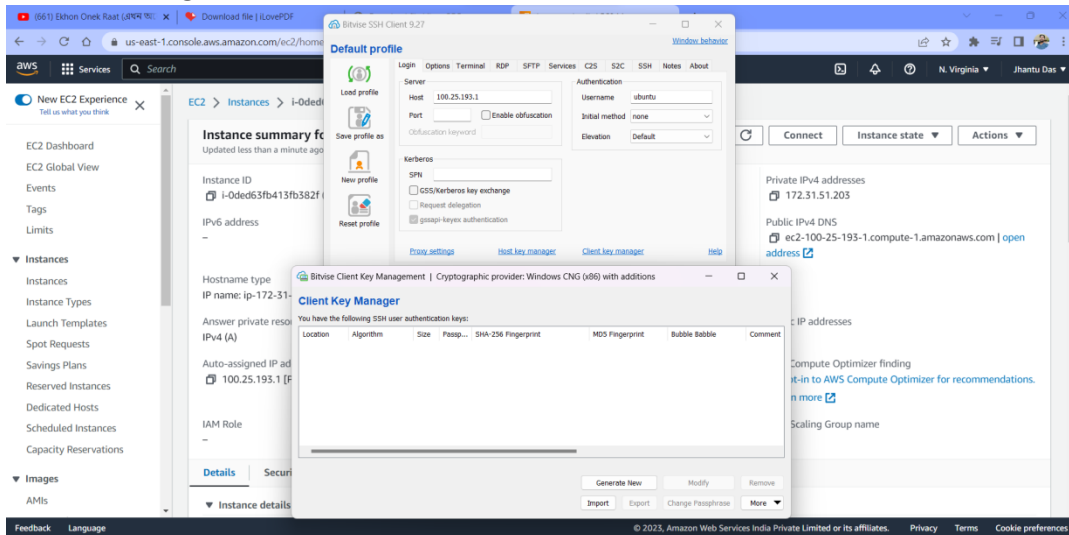 (661) Ekhon Onek Raat (এখন অ
Download file | iLovePDF
us-east-1.console.aws.amazon.com/ec2/home
aws
Services
Search
N. Virginia
Jhantu Das
New EC2 Experience
Tell us what you think
EC2 Dashboard
EC2 Global View
Events
Tags
Limits
Instances
Instances
Instance Types
Launch Templates
Spot Requests
Savings Plans
Reserved Instances
Dedicated Hosts
Scheduled Instances
Capacity Reservations
Images
AMIs
EC2 > Instances > i-0ded
Instance summary fo
Updated less than a minute ago
Connect
Instance state
Actions
Instance ID
i-0ded63fb413fb382f (
IPv6 address
–
Hostname type
IP name: ip-172-31-
Answer private reso
IPv4 (A)
Auto-assigned IP ad
100.25.193.1 [P
IAM Role
–
Private IPv4 addresses
172.31.51.203
Public IPv4 DNS
ec2-100-25-193-1.compute-1.amazonaws.com | open
address
IP addresses
Compute Optimizer finding
pt-in to AWS Compute Optimizer for recommendations.
n more
Scaling Group name
Details
Securi
Instance details
Bitvise SSH Client 9.27
Default profile
Window behavior
Load profile
Save profile as
New profile
Reset profile
Login Options Terminal RDP SFTP Services C2S S2C SSH Notes About
Server
Host 100.25.193.1
Port
Enable obfuscation
Obfuscation keyword
Kerberos
SPN
GSS/Kerberos key exchange
Request delegation
gssapi-keyex authentication
Authentication
Username ubuntu
Initial method none
Elevation Default
Proxy settings
Host key manager
Client key manager
Help
Bitvise Client Key Management | Cryptographic provider: Windows CNG (x86) with additions
Client Key Manager
You have the following SSH user authentication keys:
Location Algorithm Size Passp... SHA-256 Fingerprint MD5 Fingerprint Bubble Babble Comment
Generate New Modify Remove
Import Export Change Passphrase More
Feedback Language
© 2023, Amazon Web Services India Private Limited or its affiliates. Privacy Terms Cookie preferences